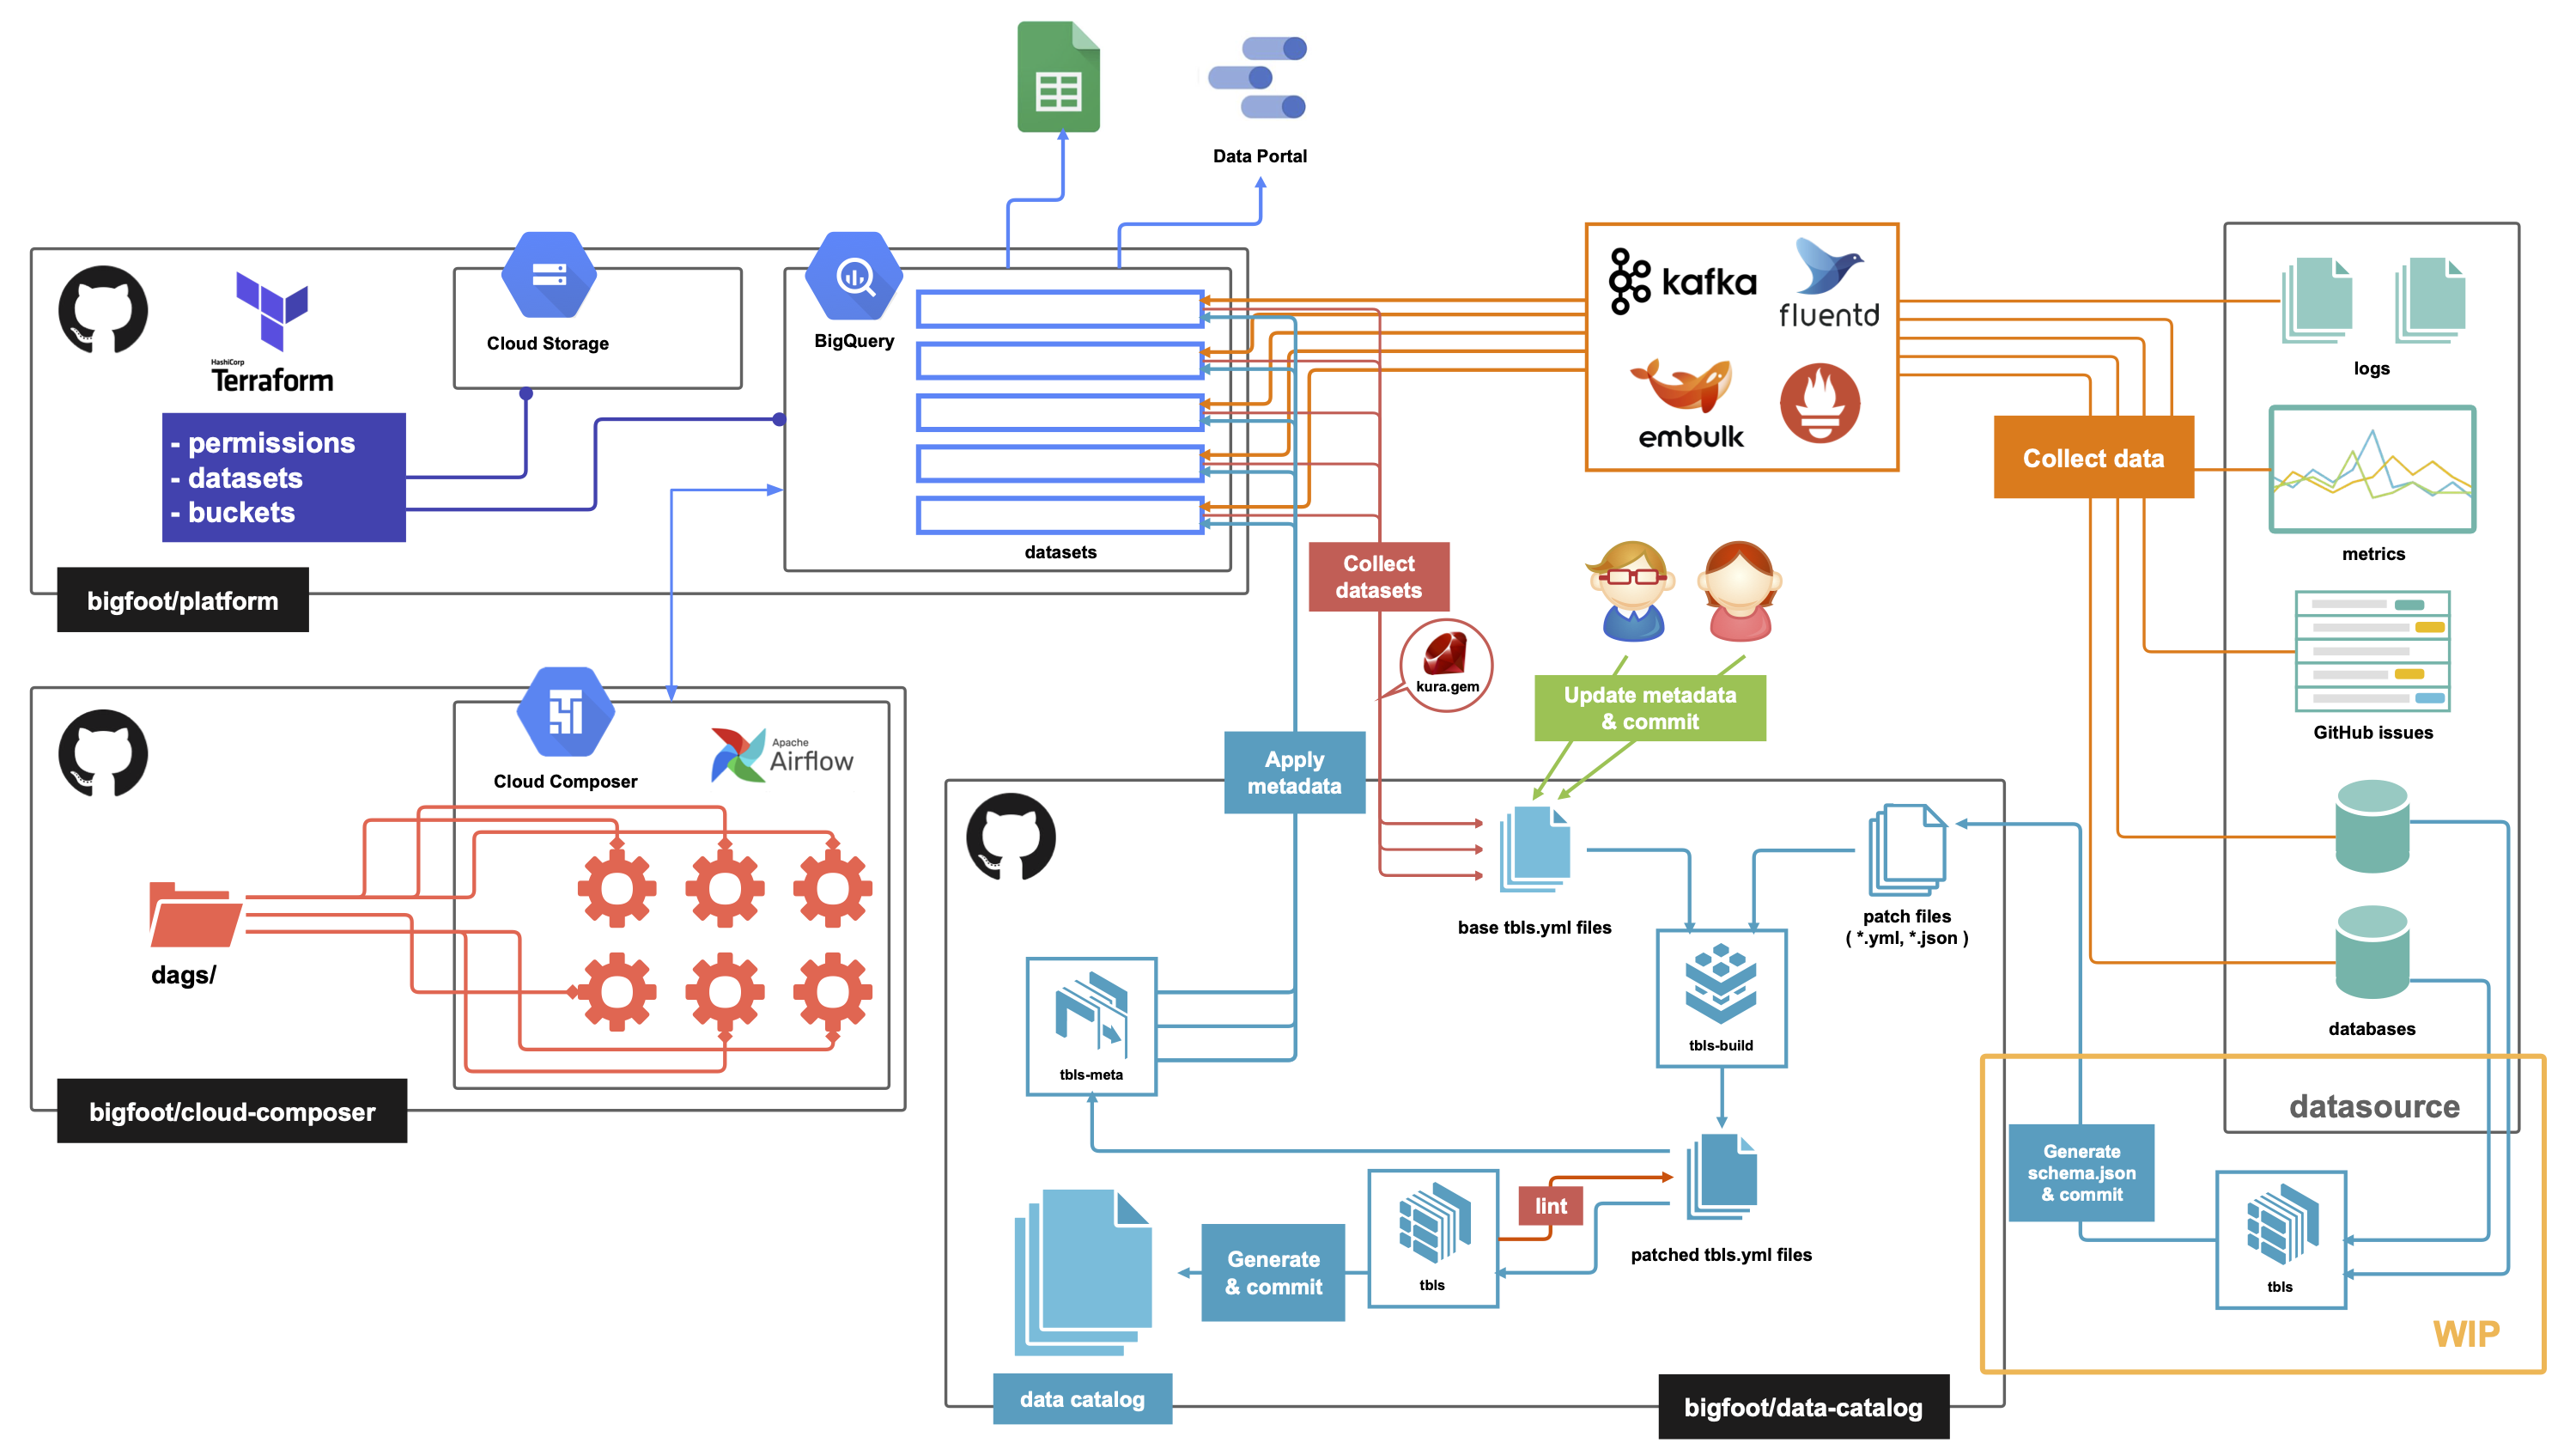 Data Portal
HashiCorp
Terraform
- permissions
- datasets
- buckets
bigfoot/platform
Cloud Storage
BigQuery
datasets
kafka
fluentd
embulk
Collect data
logs
metrics
GitHub issues
databases
datasource
Collect
datasets
kura.gem
Update metadata
& commit
Apply
metadata
Cloud Composer
Apache
Airflow
dags/
bigfoot/cloud-composer
base tbls.yml files
patch files
( *.yml, *.json )
tbls-build
tbls-meta
patched tbls.yml files
lint
tbls
Generate
& commit
data catalog
bigfoot/data-catalog
Generate
schema.json
& commit
tbls
WIP